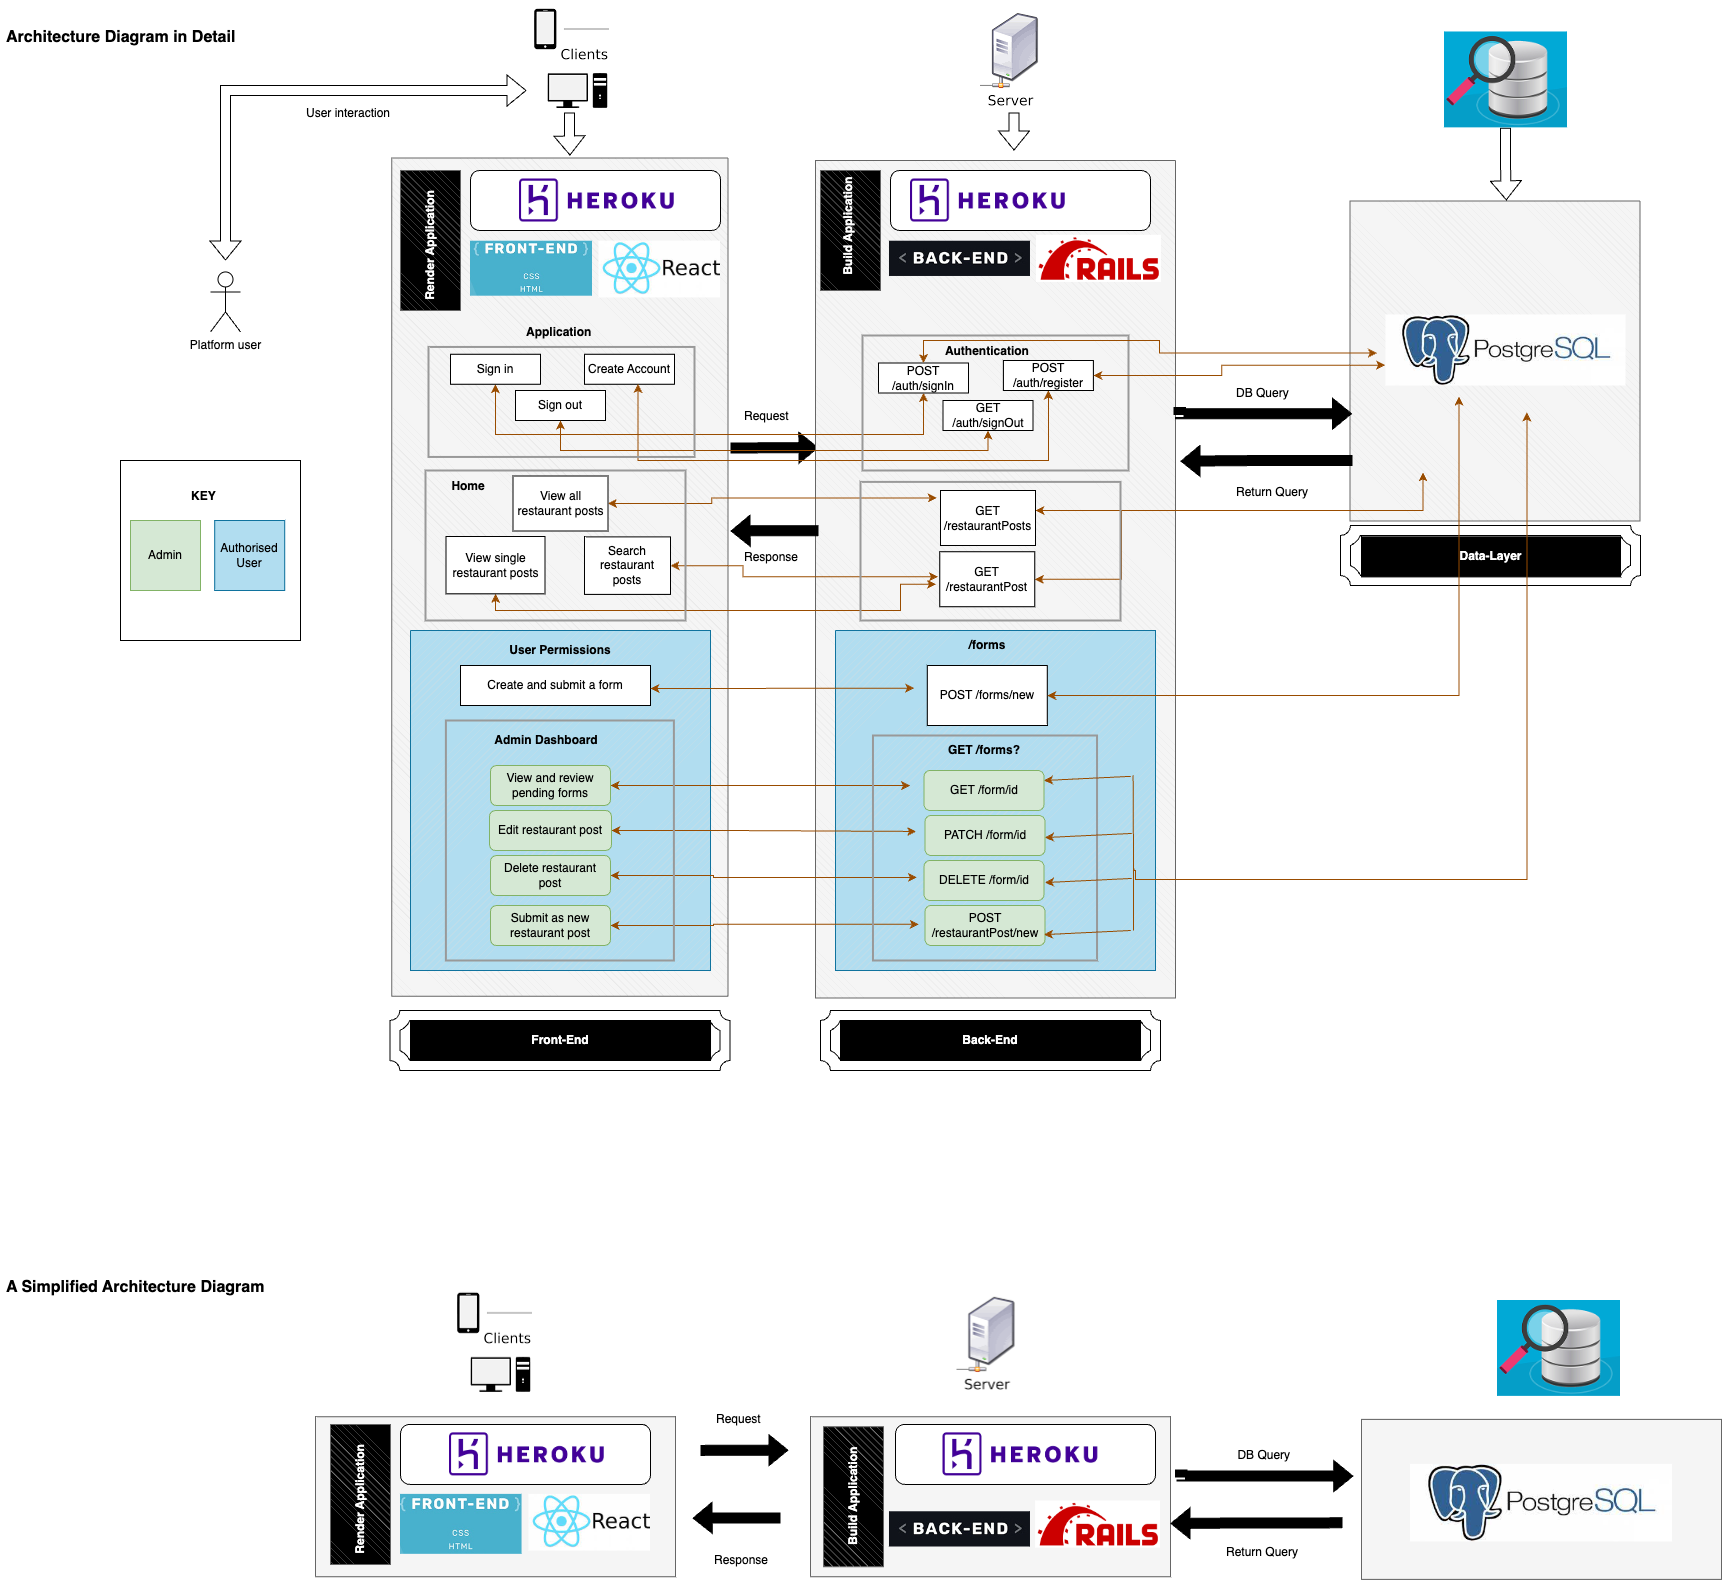 Architecture Diagram in Detail
Clients
Server
User interaction
Platform user
KEY
Admin
Authorised
User
Render Application
HEROKU
{ FRONT-END }
CSS
HTML
React
Application
Sign in
Create Account
Sign out
Home
View all
restaurant posts
View single
restaurant posts
Search
restaurant
posts
User Permissions
Create and submit a form
Admin Dashboard
View and review
pending forms
Edit restaurant post
Delete restaurant
post
Submit as new
restaurant post
Front-End
Request
Response
Build Application
HEROKU
< BACK-END >
RAILS
Authentication
POST
/auth/signIn
POST
/auth/register
GET
/auth/signOut
GET
/restaurantPosts
GET
/restaurantPost
/forms
POST /forms/new
GET /forms?
GET /form/id
PATCH /form/id
DELETE /form/id
POST
/restaurantPost/new
Back-End
DB Query
Return Query
PostgreSQL
Data-Layer
A Simplified Architecture Diagram
Clients
Server
Render Application
HEROKU
{ FRONT-END }
CSS
HTML
React
Request
Response
Build Application
HEROKU
< BACK-END >
RAILS
DB Query
Return Query
PostgreSQL